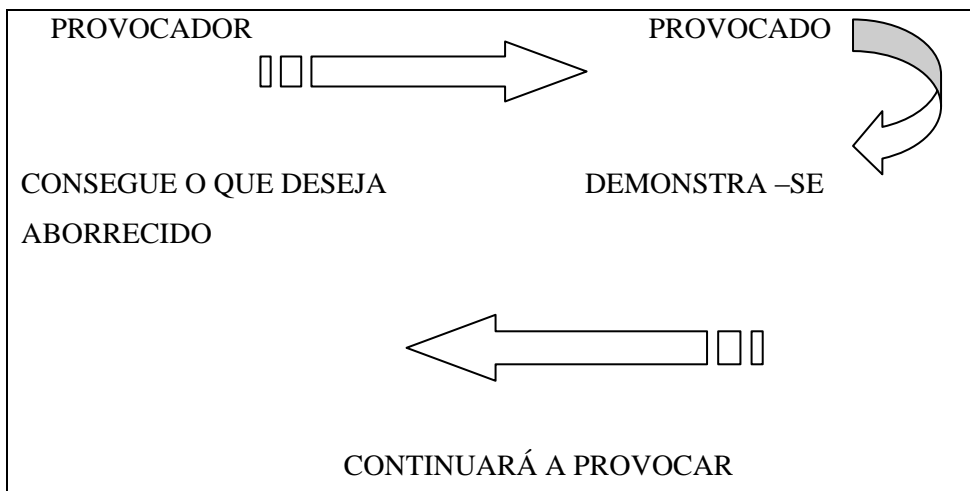 PROVOCADOR PROVOCADO
CONSEGUE O QUE DESEJA DEMONSTRA –SE
ABORRECIDO
CONTINUARÁ A PROVOCAR